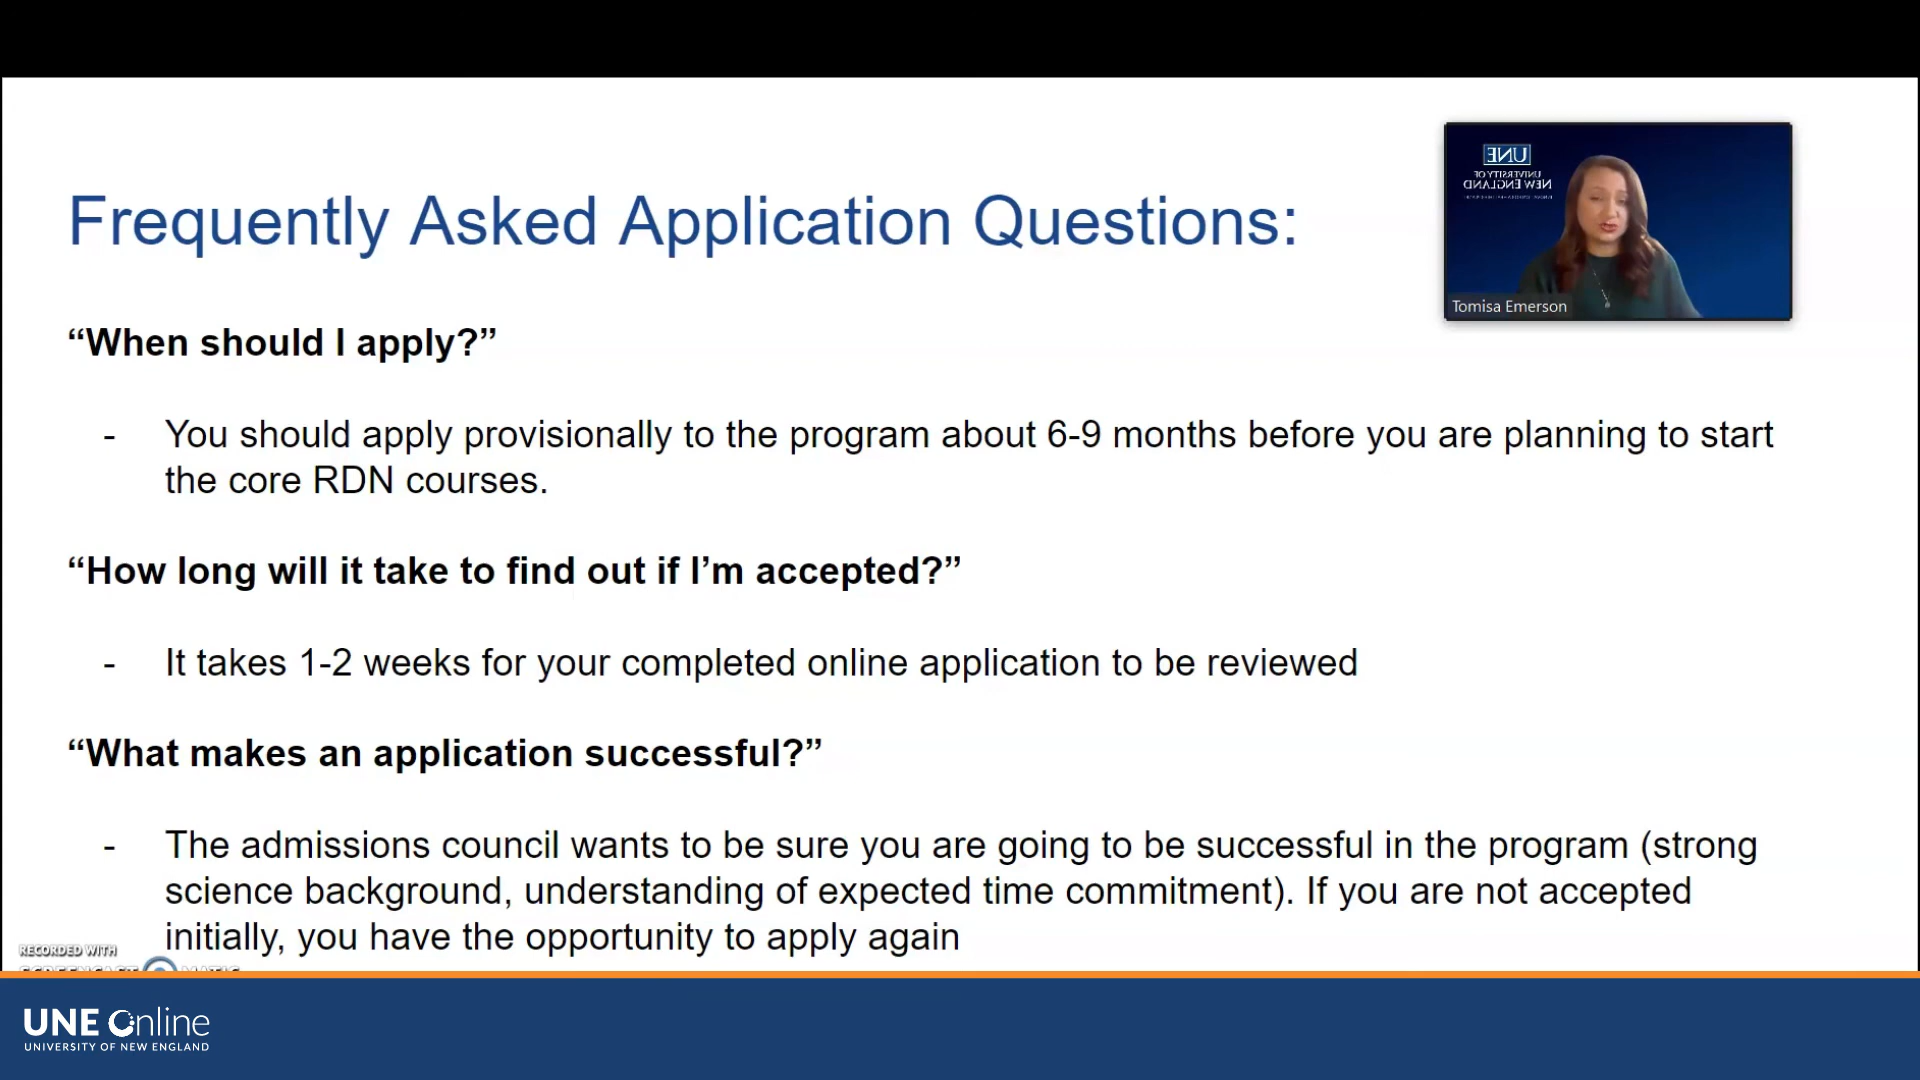 UNE
UNIVERSITY OF
NEW ENGLAND
Frequently Asked Application Questions:
Tomisa Emerson
“When should I apply?”
- You should apply provisionally to the program about 6-9 months before you are planning to start
the core RDN courses.
“How long will it take to find out if I’m accepted?”
- It takes 1-2 weeks for your completed online application to be reviewed
“What makes an application successful?”
- The admissions council wants to be sure you are going to be successful in the program (strong
science background, understanding of expected time commitment). If you are not accepted
initially, you have the opportunity to apply again
RECORDED WITH
UNE Online
UNIVERSITY OF NEW ENGLAND